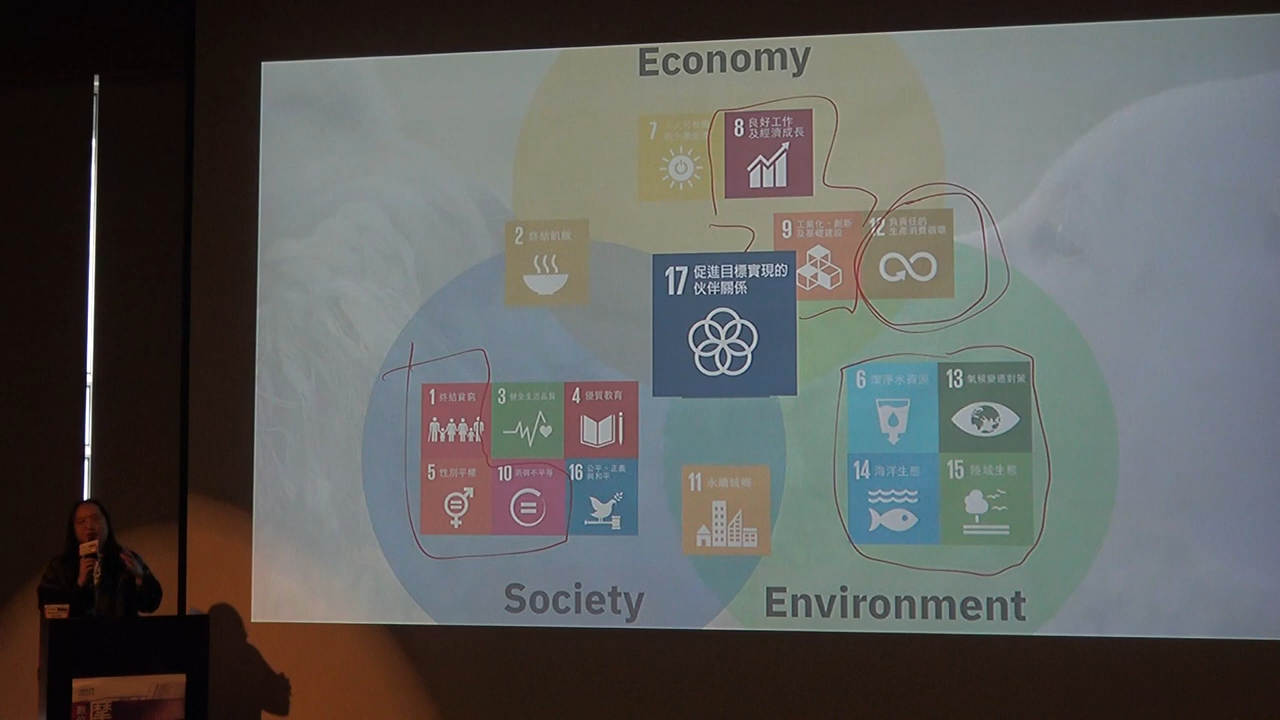 Economy
7
8 良好工作
及經濟成長
2 終結飢餓
9 工業化、創新
及基礎建設
12 負責任的
生產消費循環
17 促進目標實現的
伙伴關係
1 終結貧窮
3 健全生活品質
4 優質教育
5 性別平權
10 消弭不平等
16 公平、正義
與和平
11 永續城鄉
6 潔淨水資源
13 氣候變遷對策
14 海洋生態
15 陸域生態
Society
Environment